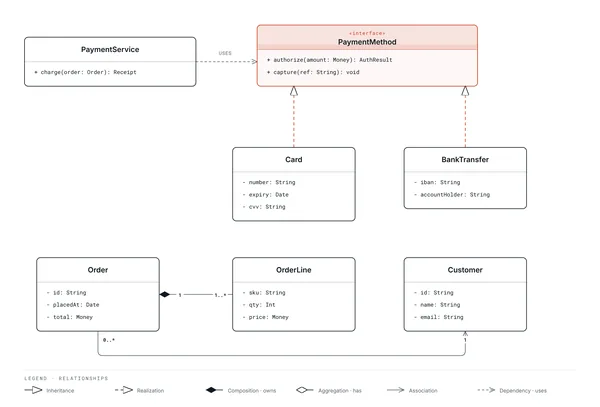 «interface»
PaymentService
PaymentMethod
USES
+ charge(order: Order): Receipt
+ authorize(amount: Money): AuthResult
+ capture(ref: String): void
Card
- number: String
- expiry: Date
- cvv: String
BankTransfer
- iban: String
- accountHolder: String
Order
- id: String
- placedAt: Date
- total: Money
1
1..*
OrderLine
- sku: String
- qty: Int
- price: Money
Customer
- id: String
- name: String
- email: String
0..*
1
LEGEND · RELATIONSHIPS
Inheritance
Realization
Composition · owns
Aggregation · has
Association
Dependency · uses